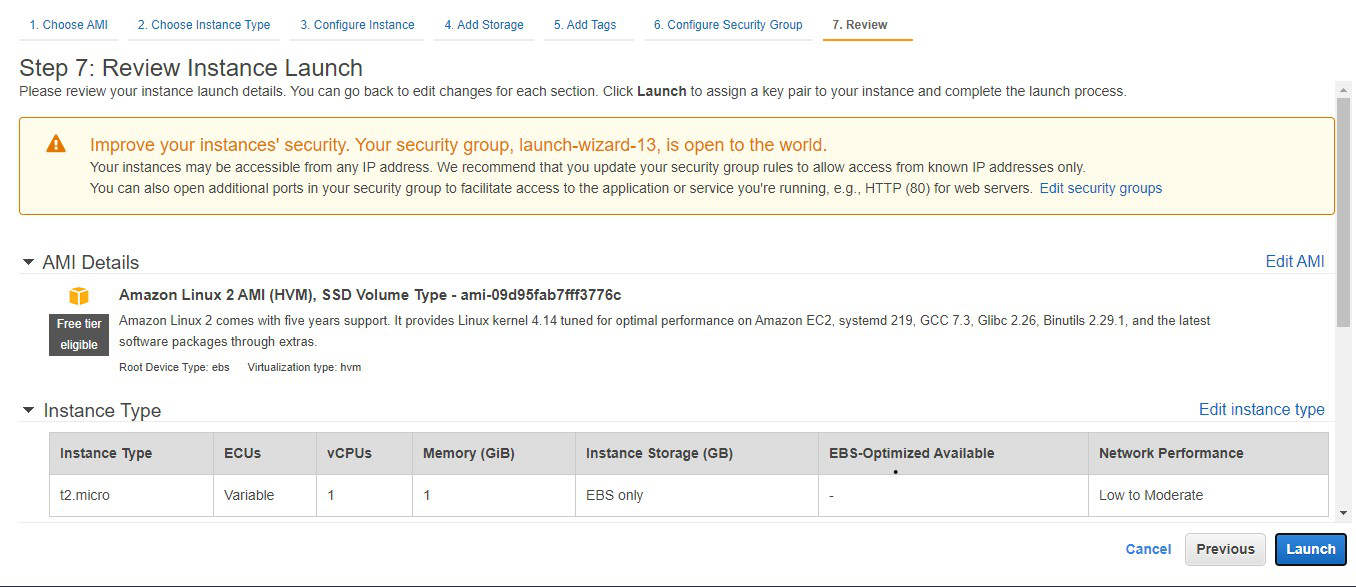 1. Choose AMI 2. Choose Instance Type 3. Configure Instance 4. Add Storage 5. Add Tags 6. Configure Security Group 7. Review
Step 7: Review Instance Launch
Please review your instance launch details. You can go back to edit changes for each section. Click Launch to assign a key pair to your instance and complete the launch process.
Improve your instances' security. Your security group, launch-wizard-13, is open to the world.
Your instances may be accessible from any IP address. We recommend that you update your security group rules to allow access from known IP addresses only.
You can also open additional ports in your security group to facilitate access to the application or service you're running, e.g., HTTP (80) for web servers. Edit security groups
AMI Details Edit AMI
Amazon Linux 2 AMI (HVM), SSD Volume Type - ami-09d95fab7fff3776c
Free tier eligible
Amazon Linux 2 comes with five years support. It provides Linux kernel 4.14 tuned for optimal performance on Amazon EC2, systemd 219, GCC 7.3, Glibc 2.26, Binutils 2.29.1, and the latest
software packages through extras.
Root Device Type: ebs Virtualization type: hvm
Instance Type Edit instance type
Instance Type ECUs vCPUs Memory (GiB) Instance Storage (GB) EBS-Optimized Available Network Performance
t2.micro Variable 1 1 EBS only - Low to Moderate
Cancel Previous Launch